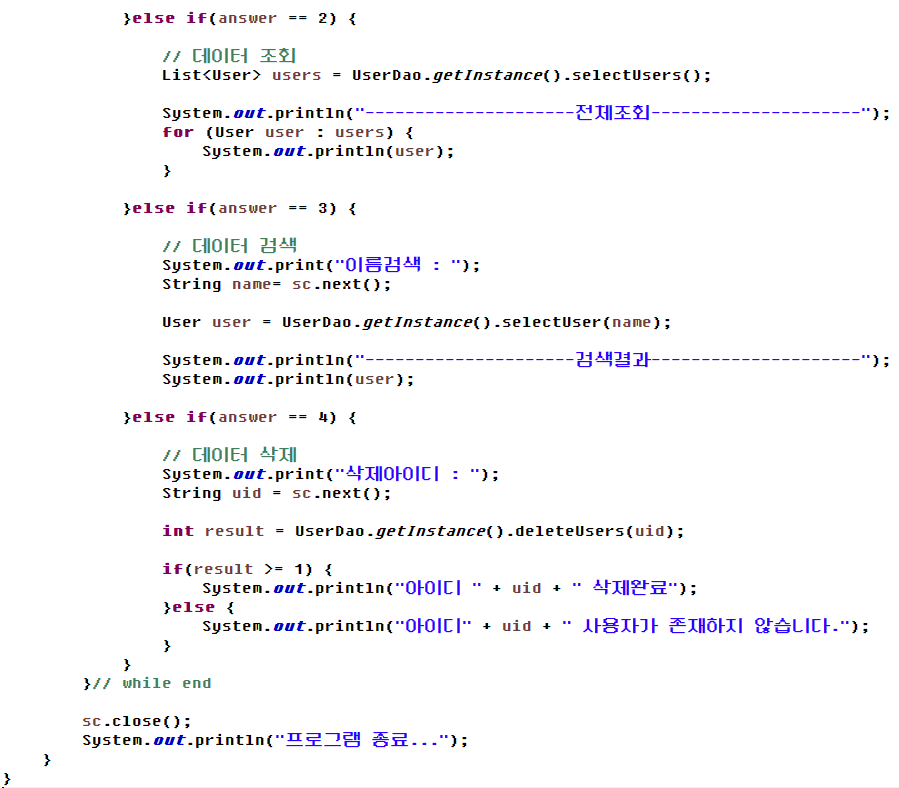 }else if(answer == 2) {
// 데이터 조회
List<User> users = UserDao.getInstance().selectUsers();
System.out.println("---------------------전체조회---------------------");
for (User user : users) {
System.out.println(user);
}
}else if(answer == 3) {
// 데이터 검색
System.out.print("이름검색 : ");
String name= sc.next();
User user = UserDao.getInstance().selectUser(name);
System.out.println("---------------------검색결과---------------------");
System.out.println(user);
}else if(answer == 4) {
// 데이터 삭제
System.out.print("삭제아이디 : ");
String uid = sc.next();
int result = UserDao.getInstance().deleteUsers(uid);
if(result >= 1) {
System.out.println("아이디 " + uid + " 삭제완료");
}else {
System.out.println("아이디" + uid + " 사용자가 존재하지 않습니다.");
}
}
}// while end
sc.close();
System.out.println("프로그램 종료...");
}
}